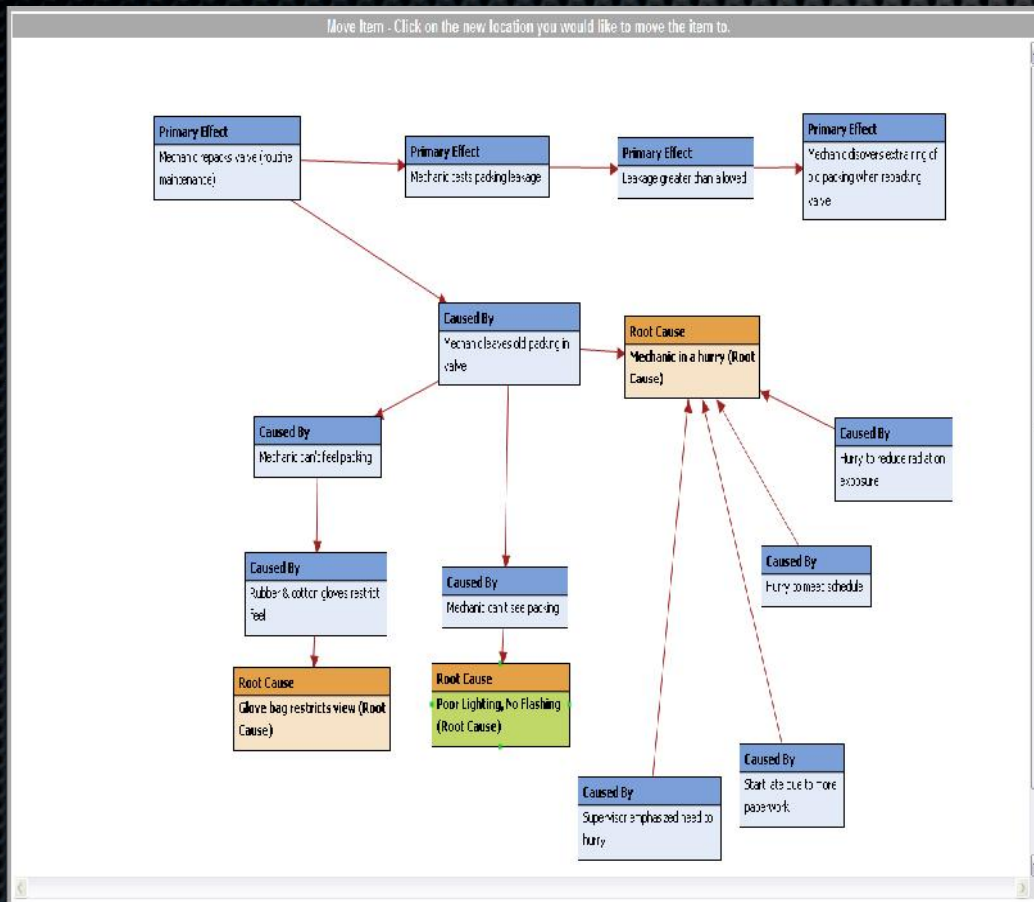 Move Item - Click on the new location you would like to move the item to.
Primary Effect
Mechanic repacks valve (routine
maintenance)
Primary Effect
Mechanic tests packing leakage
Primary Effect
Leakage greater than allowed
Primary Effect
Mechanic disovers extra ring of
old packing when repacking
valve
Caused By
Mechanic leaves old packing in
valve
Root Cause
Mechanic in a hurry (Root
Cause)
Caused By
Mechanic can't feel packing
Caused By
Hurry to reduce radiation
exposure
Caused By
Rubber & cotton gloves restrict
Feel
Caused By
Mechanic can't see packing
Caused By
Hurry to meet schedule
Root Cause
Glove bag restricts view (Root
Cause)
Root Cause
Poor Lighting, No Flashing
(Root Cause)
Caused By
Start late due to more
paperwork
Caused By
Supervisor emphasized need to
hurry